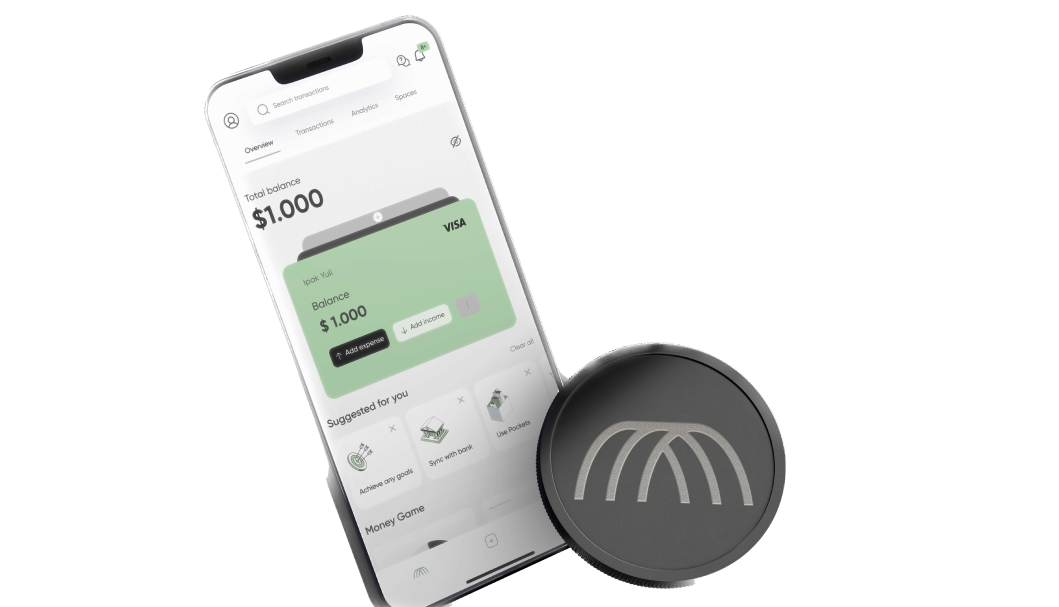 8+
Search transactions
Overview
Transactions
Analytics
Spaces
Total balance
$1.000
VISA
Ipak Yuli
Balance
$ 1.000
↑ Add expense
↓ Add income
Clear all
Suggested for you
Achieve any goals
Sync with bank
Use Pockets
Money Game